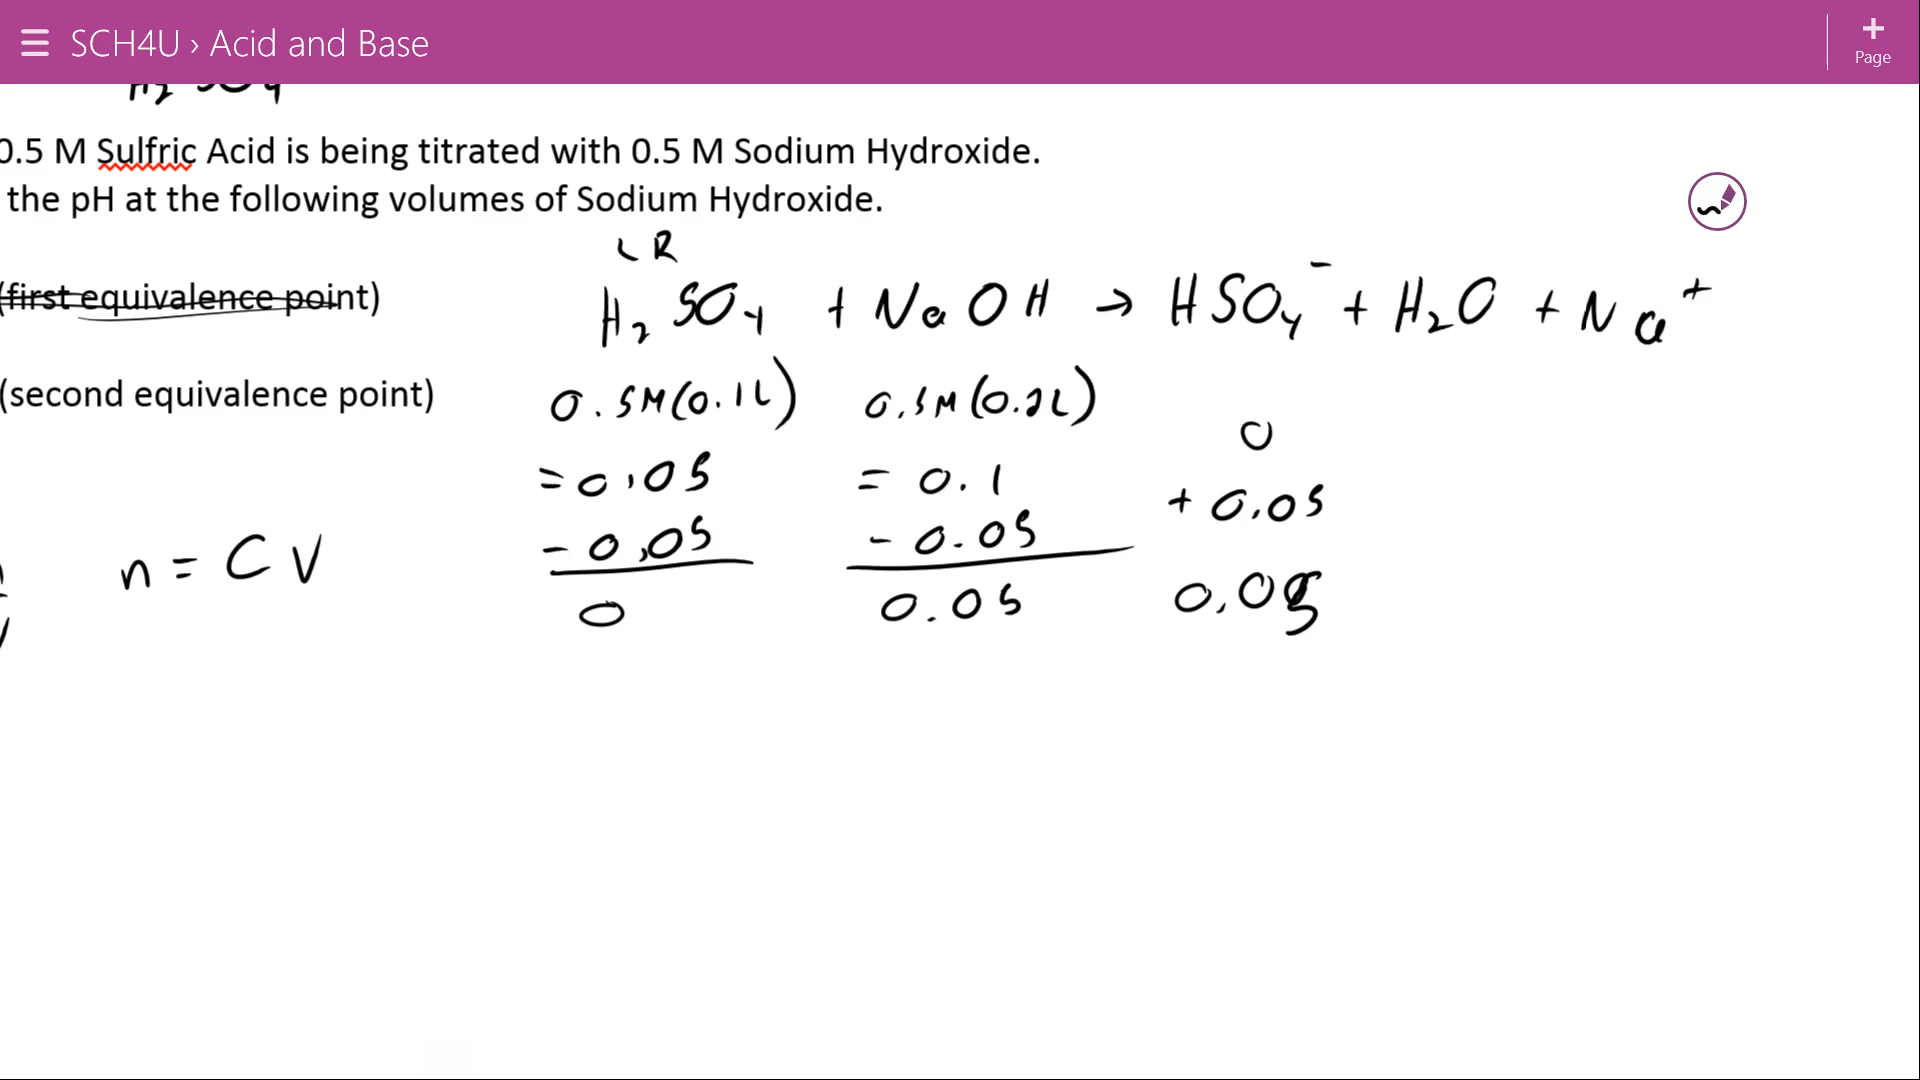 SCH4U › Acid and Base
Page
H2 SO4
0.5 M Sulfric Acid is being titrated with 0.5 M Sodium Hydroxide.
the pH at the following volumes of Sodium Hydroxide.
LR
(first equivalence point)
H2SO4 + NaOH → HSO4⁻ + H2O + Na⁺
(second equivalence point)
0.5M(0.1L) 0.5M(0.2L)
0
=0.05 = 0.1 + 0.05
-0.05 - 0.05
n = CV
0 0.05 0.05